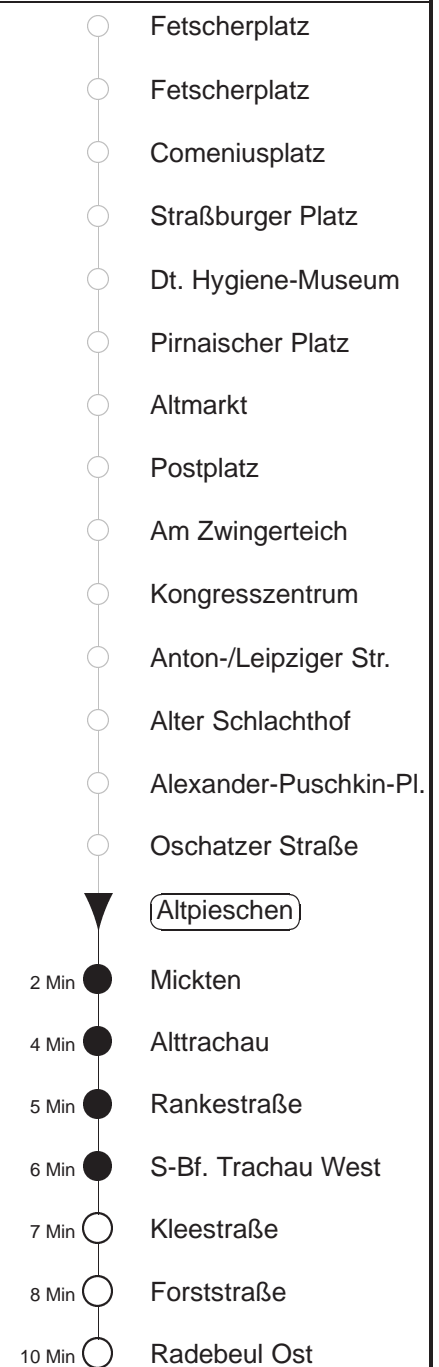 Fetscherplatz
Fetscherplatz
Comeniusplatz
Straßburger Platz
Dt. Hygiene-Museum
Pirnaischer Platz
Altmarkt
Postplatz
Am Zwingerteich
Kongresszentrum
Anton-/Leipziger Str.
Alter Schlachthof
Alexander-Puschkin-Pl.
Oschatzer Straße
Altpieschen
2 Min Mickten
4 Min Alttrachau
5 Min Rankestraße
6 Min S-Bf. Trachau West
7 Min Kleestraße
8 Min Forststraße
10 Min Radebeul Ost